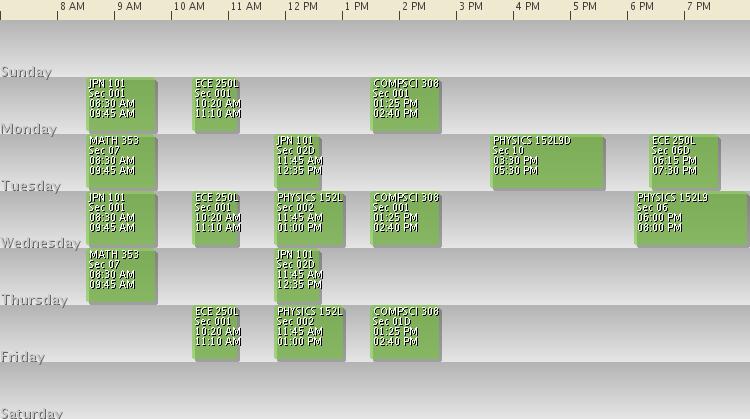 8 AM 9 AM 10 AM 11 AM 12 PM 1 PM 2 PM 3 PM 4 PM 5 PM 6 PM 7 PM
Sunday
JPN 101
Sec 001
08:30 AM
09:45 AM
ECE 250L
Sec 001
10:20 AM
11:10 AM
COMPSCI 308
Sec 001
01:25 PM
02:40 PM
Monday
MATH 353
Sec 07
08:30 AM
09:45 AM
JPN 101
Sec 02D
11:45 AM
12:35 PM
PHYSICS 152L9D
Sec 10
03:30 PM
05:30 PM
ECE 250L
Sec 06D
06:15 PM
07:30 PM
Tuesday
JPN 101
Sec 001
08:30 AM
09:45 AM
ECE 250L
Sec 001
10:20 AM
11:10 AM
PHYSICS 152L
Sec 002
11:45 AM
01:00 PM
COMPSCI 308
Sec 001
01:25 PM
02:40 PM
PHYSICS 152L9
Sec 06
06:00 PM
08:00 PM
Wednesday
MATH 353
Sec 07
08:30 AM
09:45 AM
JPN 101
Sec 02D
11:45 AM
12:35 PM
Thursday
ECE 250L
Sec 001
10:20 AM
11:10 AM
PHYSICS 152L
Sec 002
11:45 AM
01:00 PM
COMPSCI 308
Sec 01D
01:25 PM
02:40 PM
Friday
Saturday